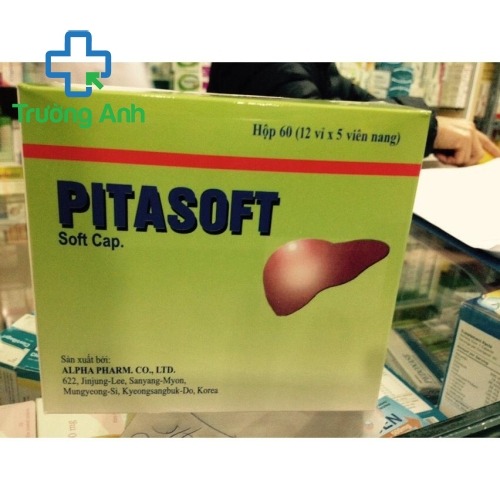 Trường Anh
Hộp 60 (12 vỉ x 5 viên nang)
PITASOFT
Soft Cap.
Sản xuất bởi:
ALPHA PHARM. CO., LTD.
622, Jinjung-Lee, Sanyang-Myon,
Mungyeong-Si, Kyeongsangbuk-Do, Korea